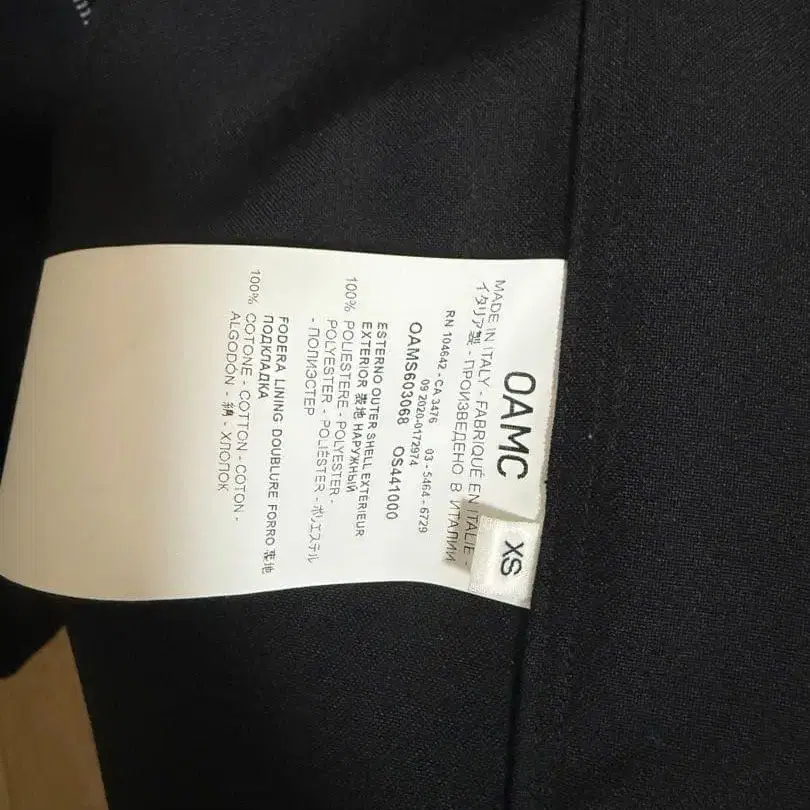 OAMC
XS
MADE IN ITALY - FABRIQUÉ EN ITALIE -
イタリア製 - ПРОИЗВЕДЕНО В ИТАЛИИ
RN 104642 - CA 3476 03 - 5464 - 6729
09 2020-0172974
OAMS603068 OS441000
ESTERNO OUTER SHELL EXTÉRIEUR
EXTERIOR 表地 НАРУЖНЫЙ
100% POLIESTERE - POLYESTER -
POLYESTER - POLIÉSTER - ポリエステル
- ПОЛИЭСТЕР
FODERA LINING DOUBLURE FORRO 裏地
ПОДКЛАДКА
100% COTONE - COTTON - COTON -
ALGODÓN - 綿 - ХЛОПОК